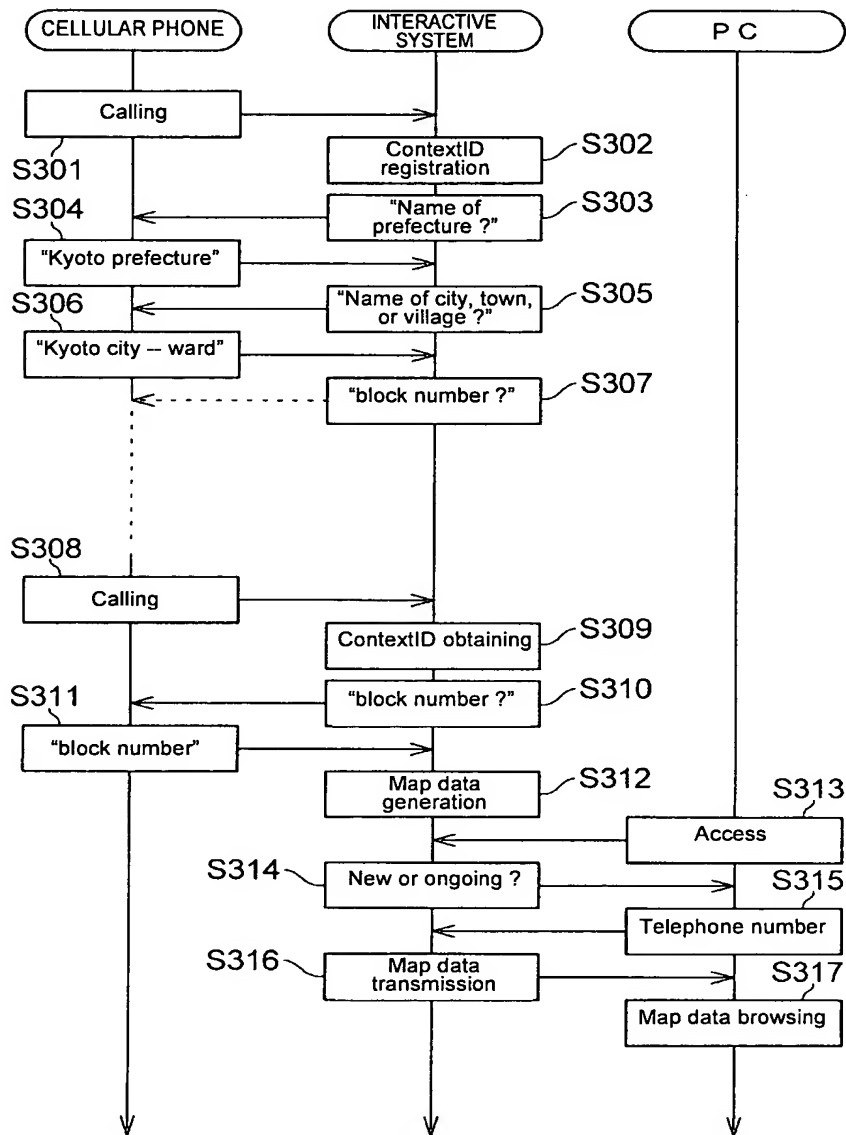 CELLULAR PHONE
INTERACTIVE
SYSTEM
P C
Calling
S301
ContextID
registration
S302
S304
"Name of
prefecture ?"
S303
"Kyoto prefecture"
S306
"Name of city, town,
or village ?"
S305
"Kyoto city -- ward"
"block number ?"
S307
S308
Calling
ContextID obtaining
S309
S311
"block number ?"
S310
"block number"
Map data
generation
S312
S313
Access
S314
New or ongoing ?
S315
Telephone number
S316
Map data
transmission
S317
Map data browsing